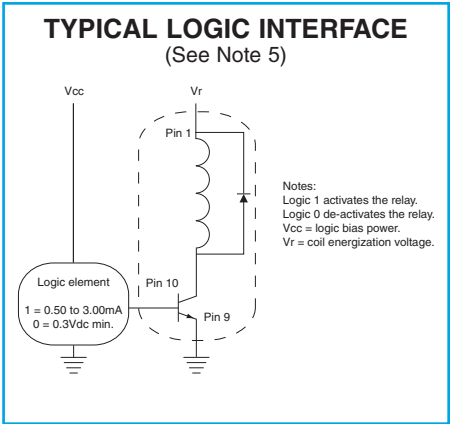 TYPICAL LOGIC INTERFACE
(See Note 5)
Vcc
Vr
Pin 1
Notes:
Logic 1 activates the relay.
Logic 0 de-activates the relay.
Vcc = logic bias power.
Vr = coil energization voltage.
Logic element
1 = 0.50 to 3.00mA
0 = 0.3Vdc min.
Pin 10
Pin 9